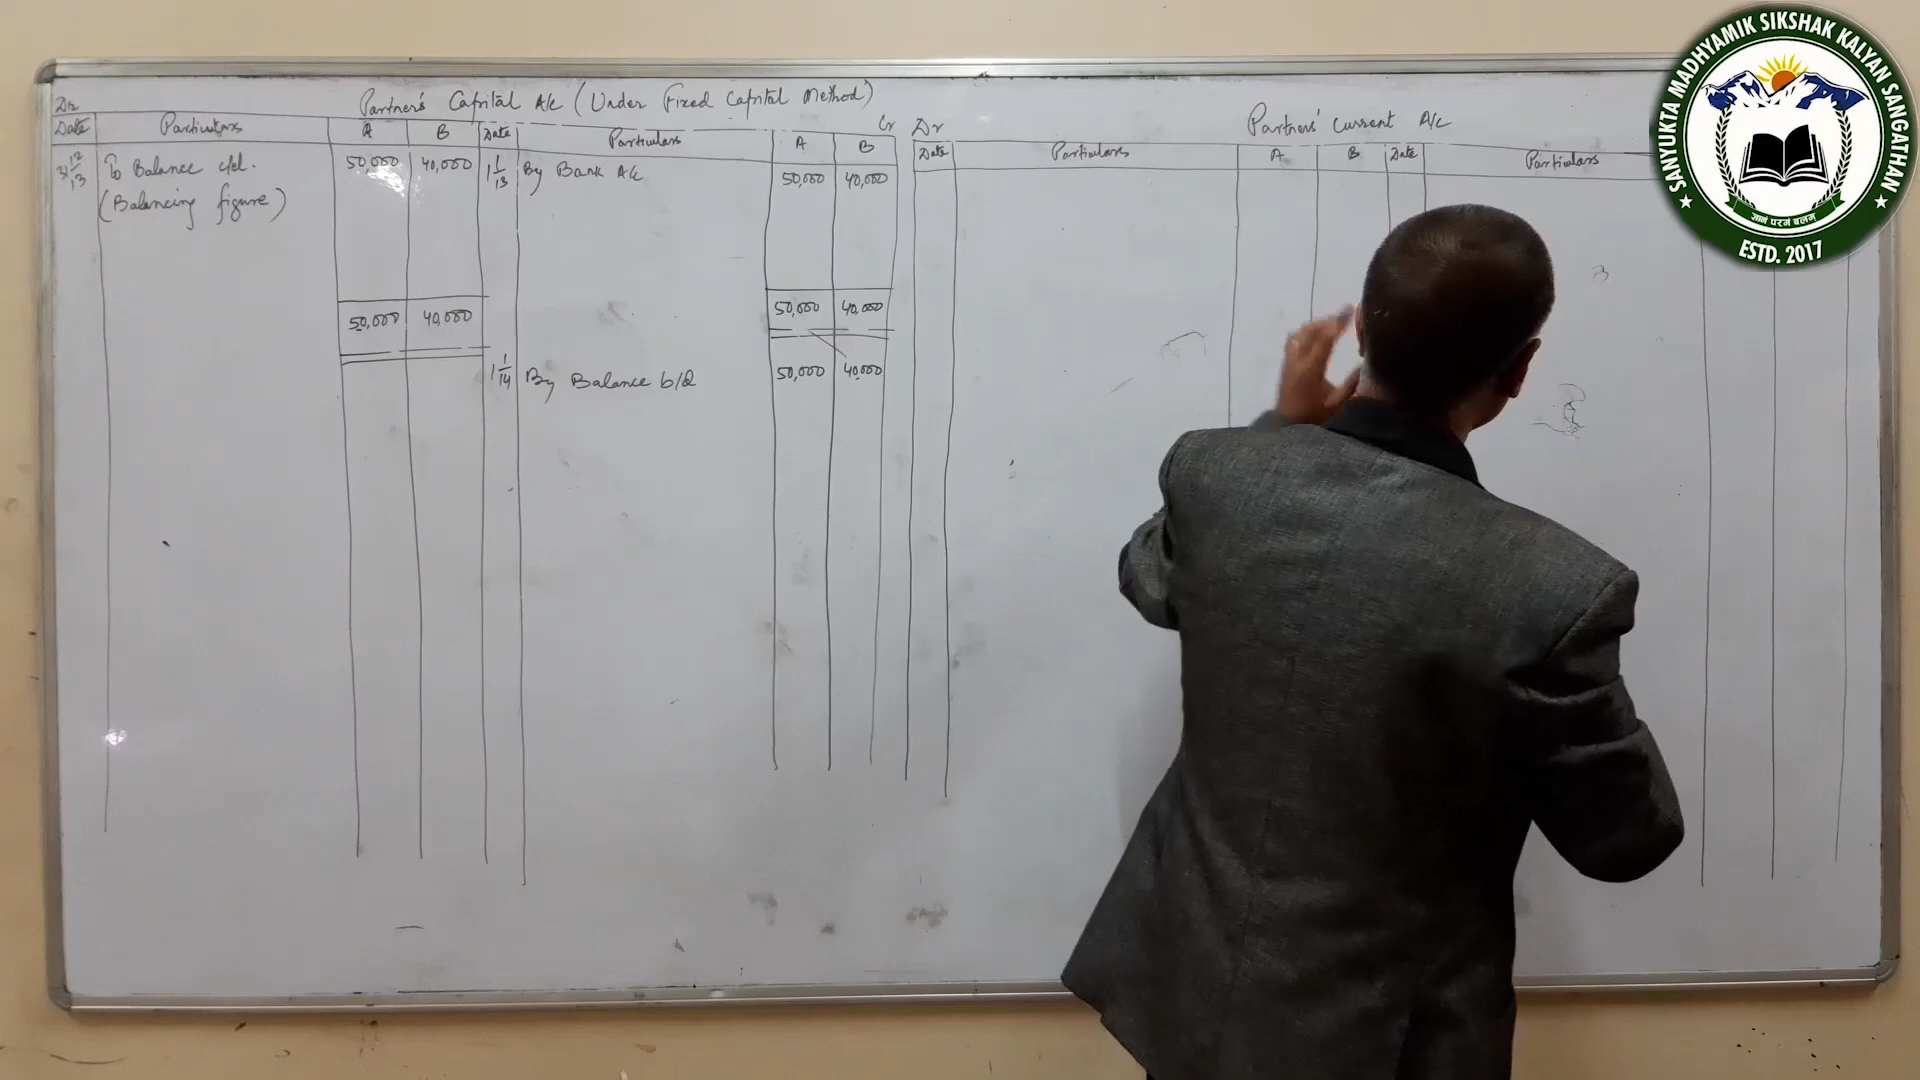 Partner's Capital A/c (Under Fixed Capital Method)
Dr
Cr
Date Particulars A B Date Particulars A B
31/12/13 To Balance c/d. 50,000 40,000 1/1/13 By Bank A/c 50,000 40,000
(Balancing figure)
50,000 40,000 50,000 40,000
1/1/14 By Balance b/d 50,000 40,000
Partners' Current A/c
Dr
Date Particulars A B Date Particulars
SANYUKTA MADHYAMIK SIKSHAK KALYAN SANGATHAN
ज्ञानं परमं बलम्
ESTD. 2017